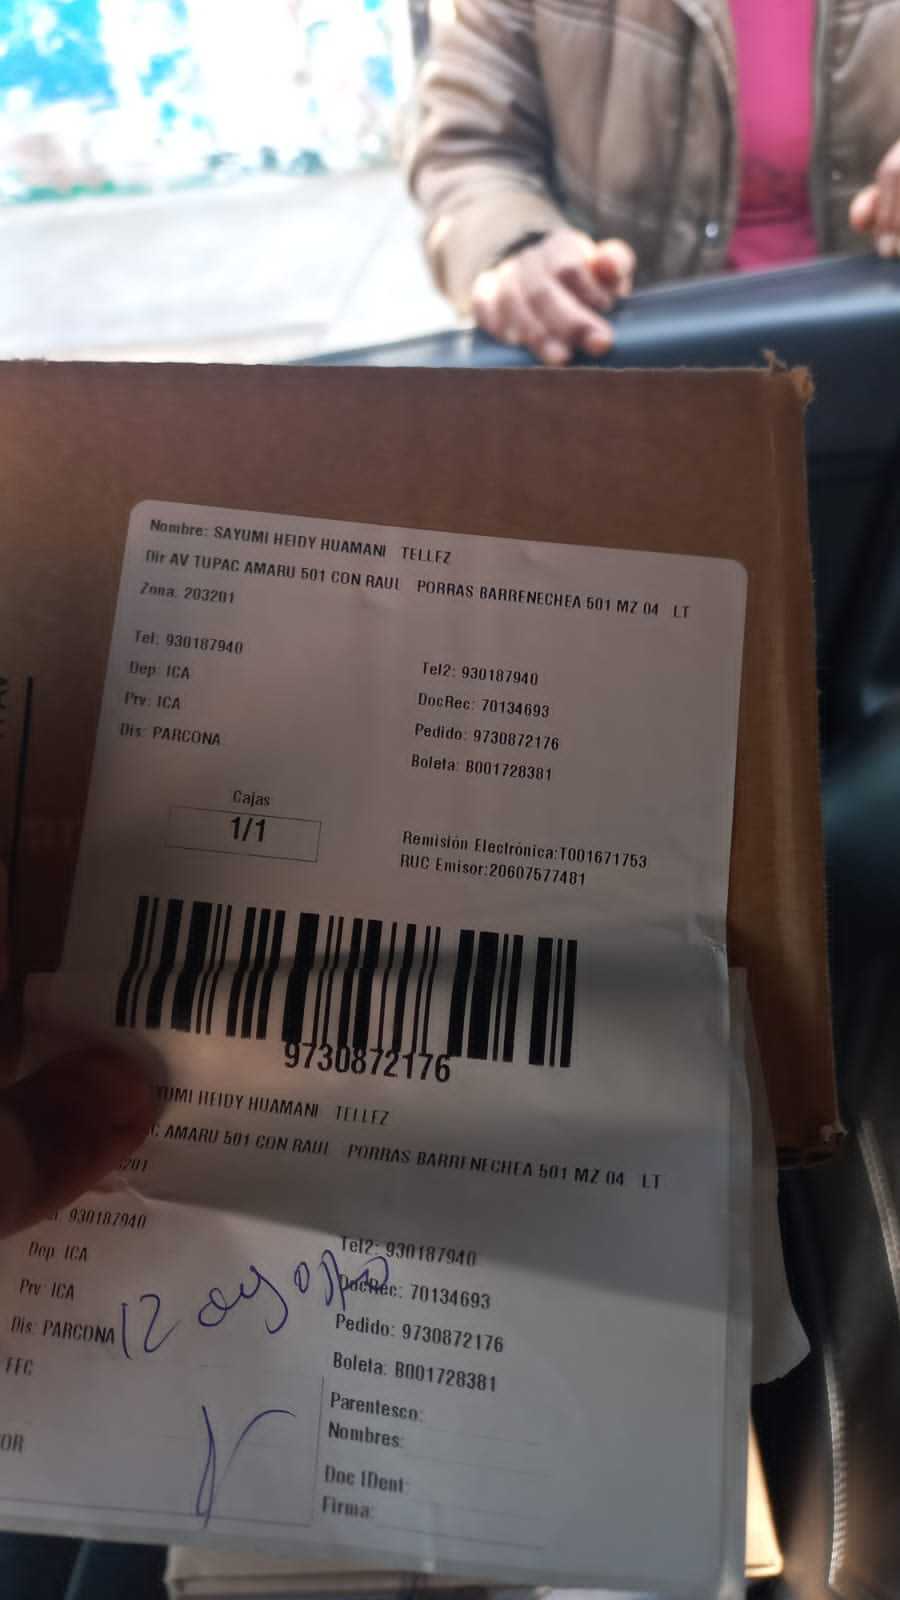 Nombre: SAYUMI HEIDY HUAMANI TELLEZ
Dir AV TUPAC AMARU 501 CON RAUL PORRAS BARRENECHEA 501 MZ 04 LT
Zona: 203201
Tel: 930187940
Tel2: 930187940
Dep: ICA
DocRec: 70134693
Prv: ICA
Pedido: 9730872176
Dis: PARCONA
Boleta: B001728381
Cajas
1/1
Remisión Electrónica:T001671753
RUC Emisor:20607577481
9730872176
YUMI HEIDY HUAMANI TELLEZ
AMARU 501 CON RAUL PORRAS BARRENECHEA 501 MZ 04 LT
3201
930187940
Tel2: 930187940
Dep: ICA
DocRec: 70134693
Prv: ICA
Pedido: 9730872176
Dis: PARCONA
12 agosto
Boleta: B001728381
Parentesco:
Nombres:
OR
Doc IDent:
Firma: